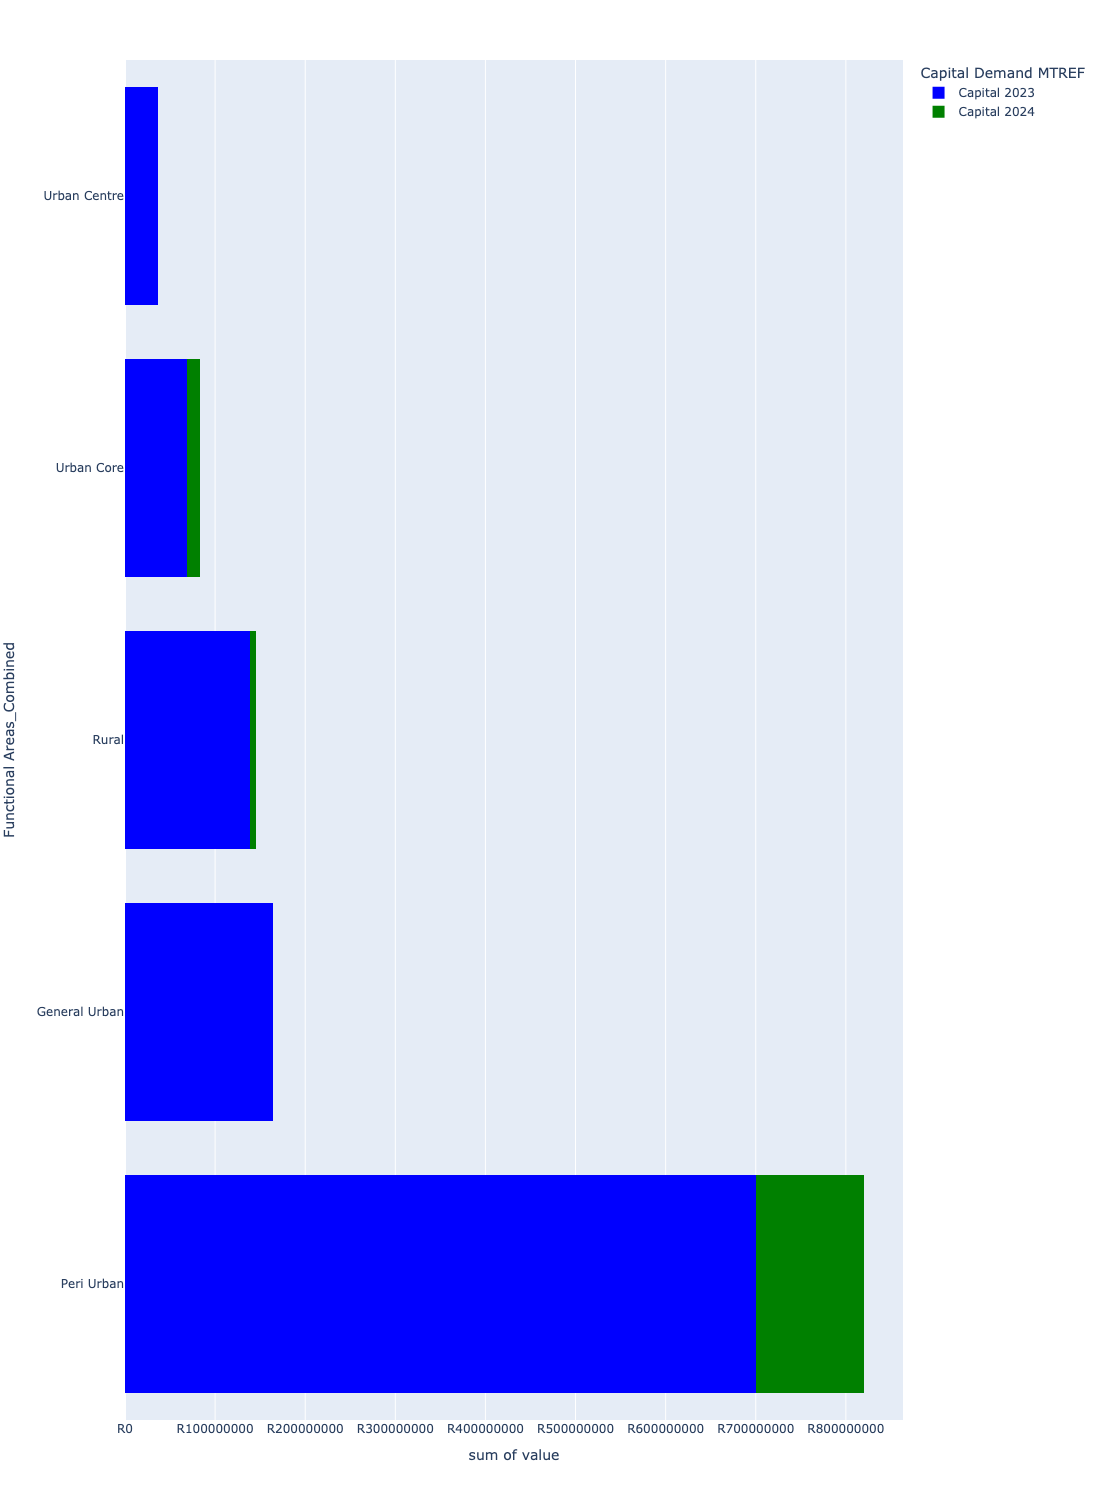 Capital Demand MTREF
Capital 2023
Capital 2024
Urban Centre
Urban Core
Rural
General Urban
Peri Urban
Functional Areas_Combined
R0 R100000000 R200000000 R300000000 R400000000 R500000000 R600000000 R700000000 R800000000
sum of value